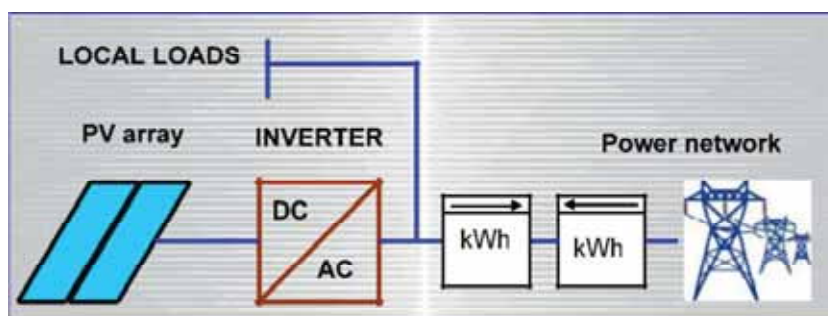 LOCAL LOADS
PV array
INVERTER
Power network
DC
AC
kWh
kWh